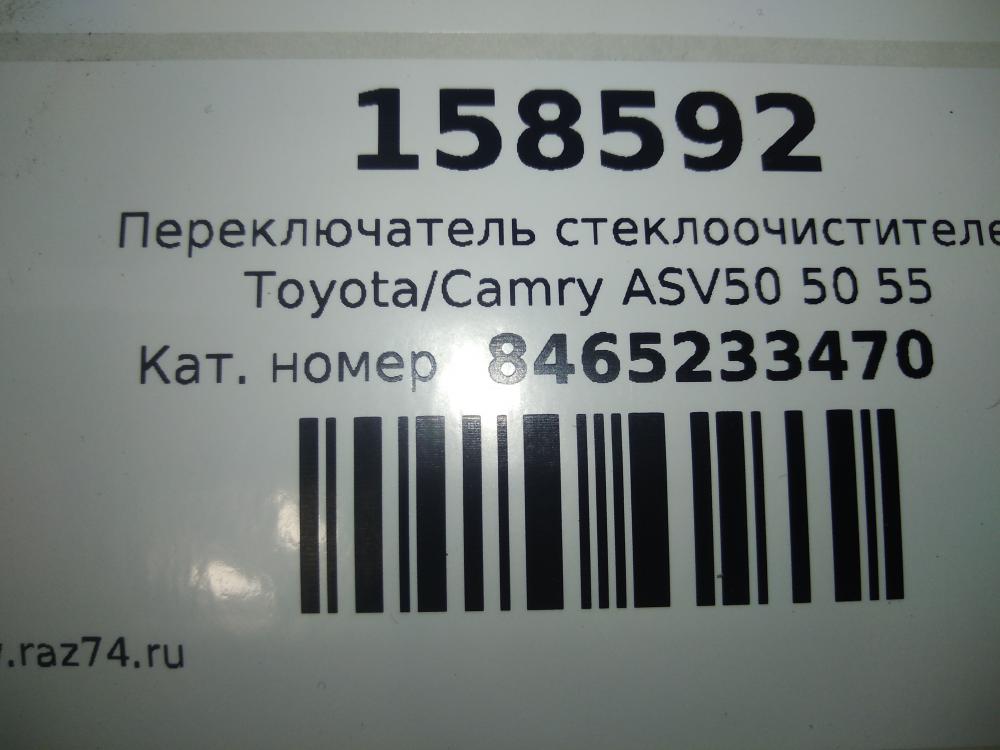 158592
Переключатель стеклоочистителе
Toyota/Camry ASV50 50 55
Кат. номер 8465233470
.raz74.ru